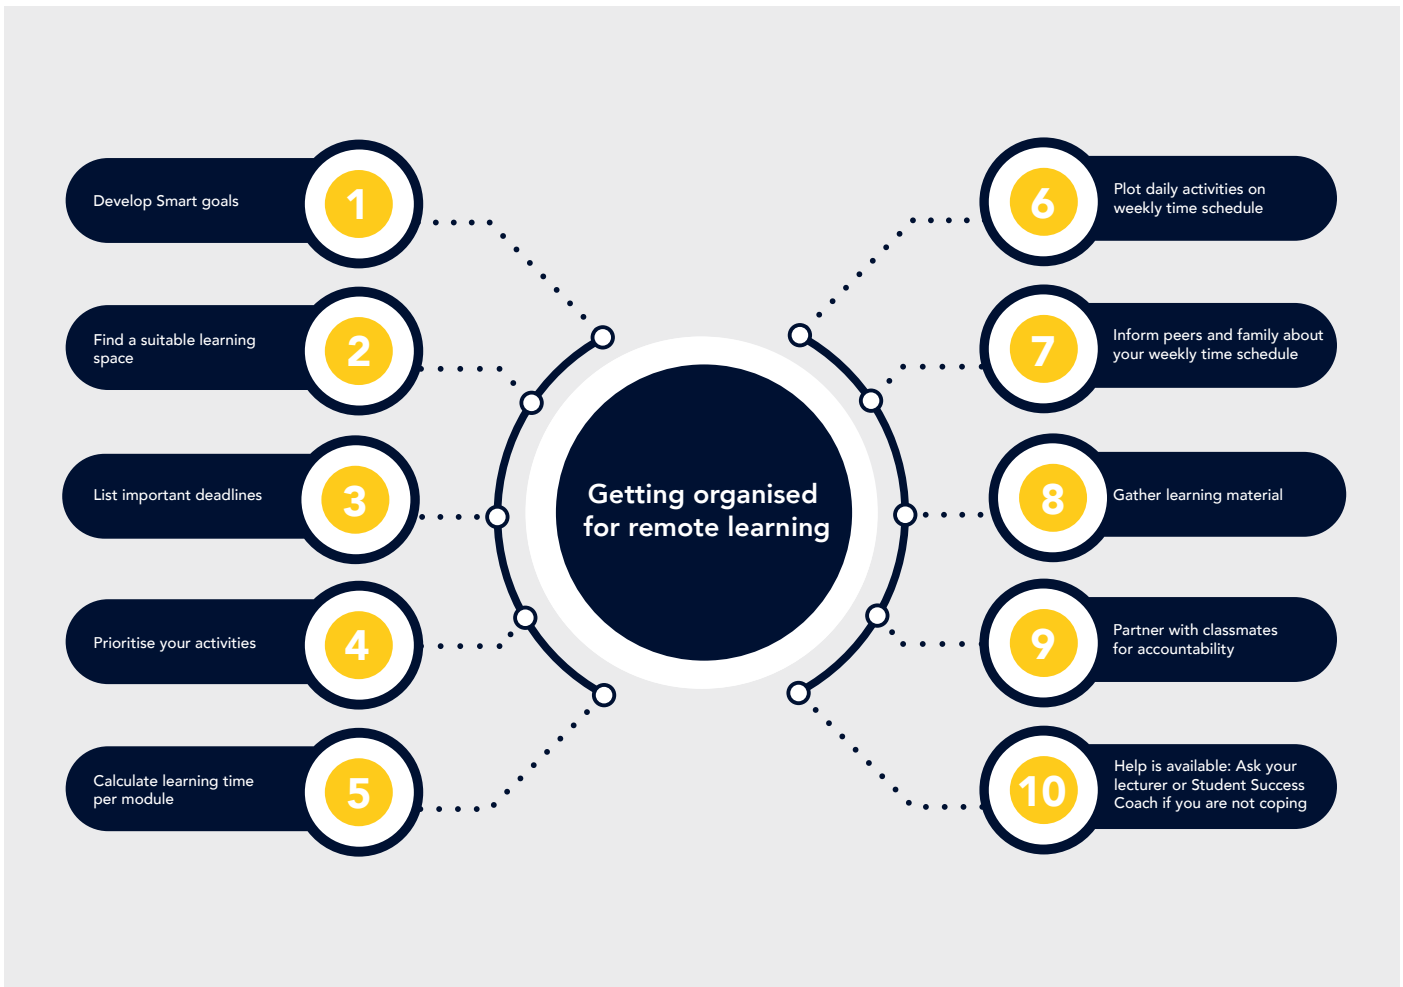 1
Develop Smart goals
2
Find a suitable learning
space
3
List important deadlines
4
Prioritise your activities
5
Calculate learning time
per module
Getting organised
for remote learning
6
Plot daily activities on
weekly time schedule
7
Inform peers and family about
your weekly time schedule
8
Gather learning material
9
Partner with classmates
for accountability
10
Help is available: Ask your
lecturer or Student Success
Coach if you are not coping